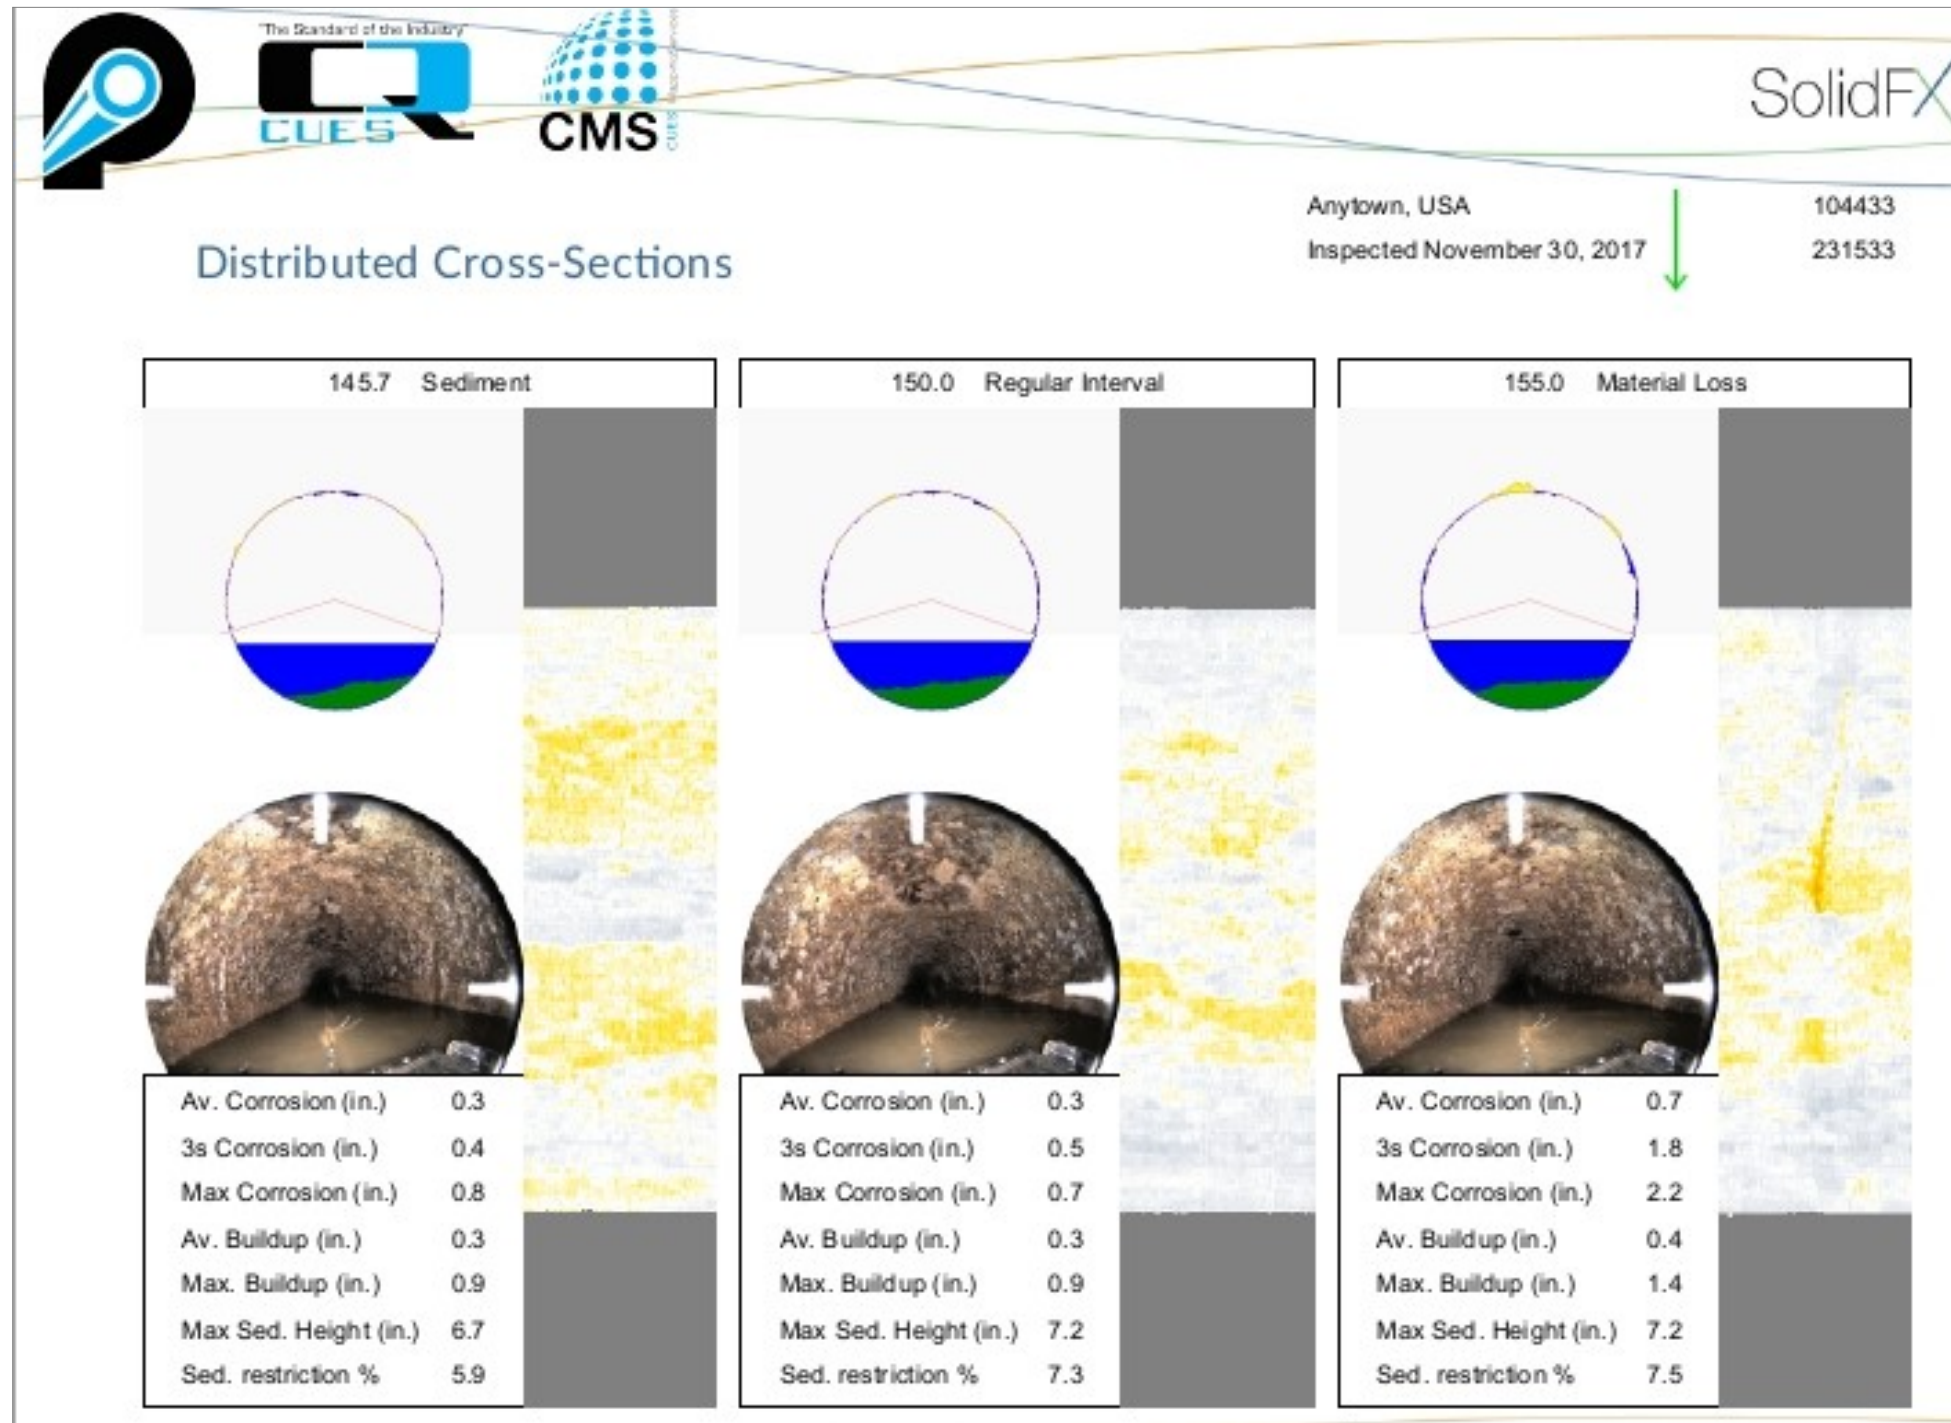 "The Standard of the Industry"
CUES
CMS
SolidFX
Anytown, USA 104433
Inspected November 30, 2017 231533
Distributed Cross-Sections
145.7 Sediment
Av. Corrosion (in.) 0.3
3s Corrosion (in.) 0.4
Max Corrosion (in.) 0.8
Av. Buildup (in.) 0.3
Max. Buildup (in.) 0.9
Max Sed. Height (in.) 6.7
Sed. restriction % 5.9
150.0 Regular Interval
Av. Corrosion (in.) 0.3
3s Corrosion (in.) 0.5
Max Corrosion (in.) 0.7
Av. Buildup (in.) 0.3
Max. Buildup (in.) 0.9
Max Sed. Height (in.) 7.2
Sed. restriction % 7.3
155.0 Material Loss
Av. Corrosion (in.) 0.7
3s Corrosion (in.) 1.8
Max Corrosion (in.) 2.2
Av. Buildup (in.) 0.4
Max. Buildup (in.) 1.4
Max Sed. Height (in.) 7.2
Sed. restriction % 7.5